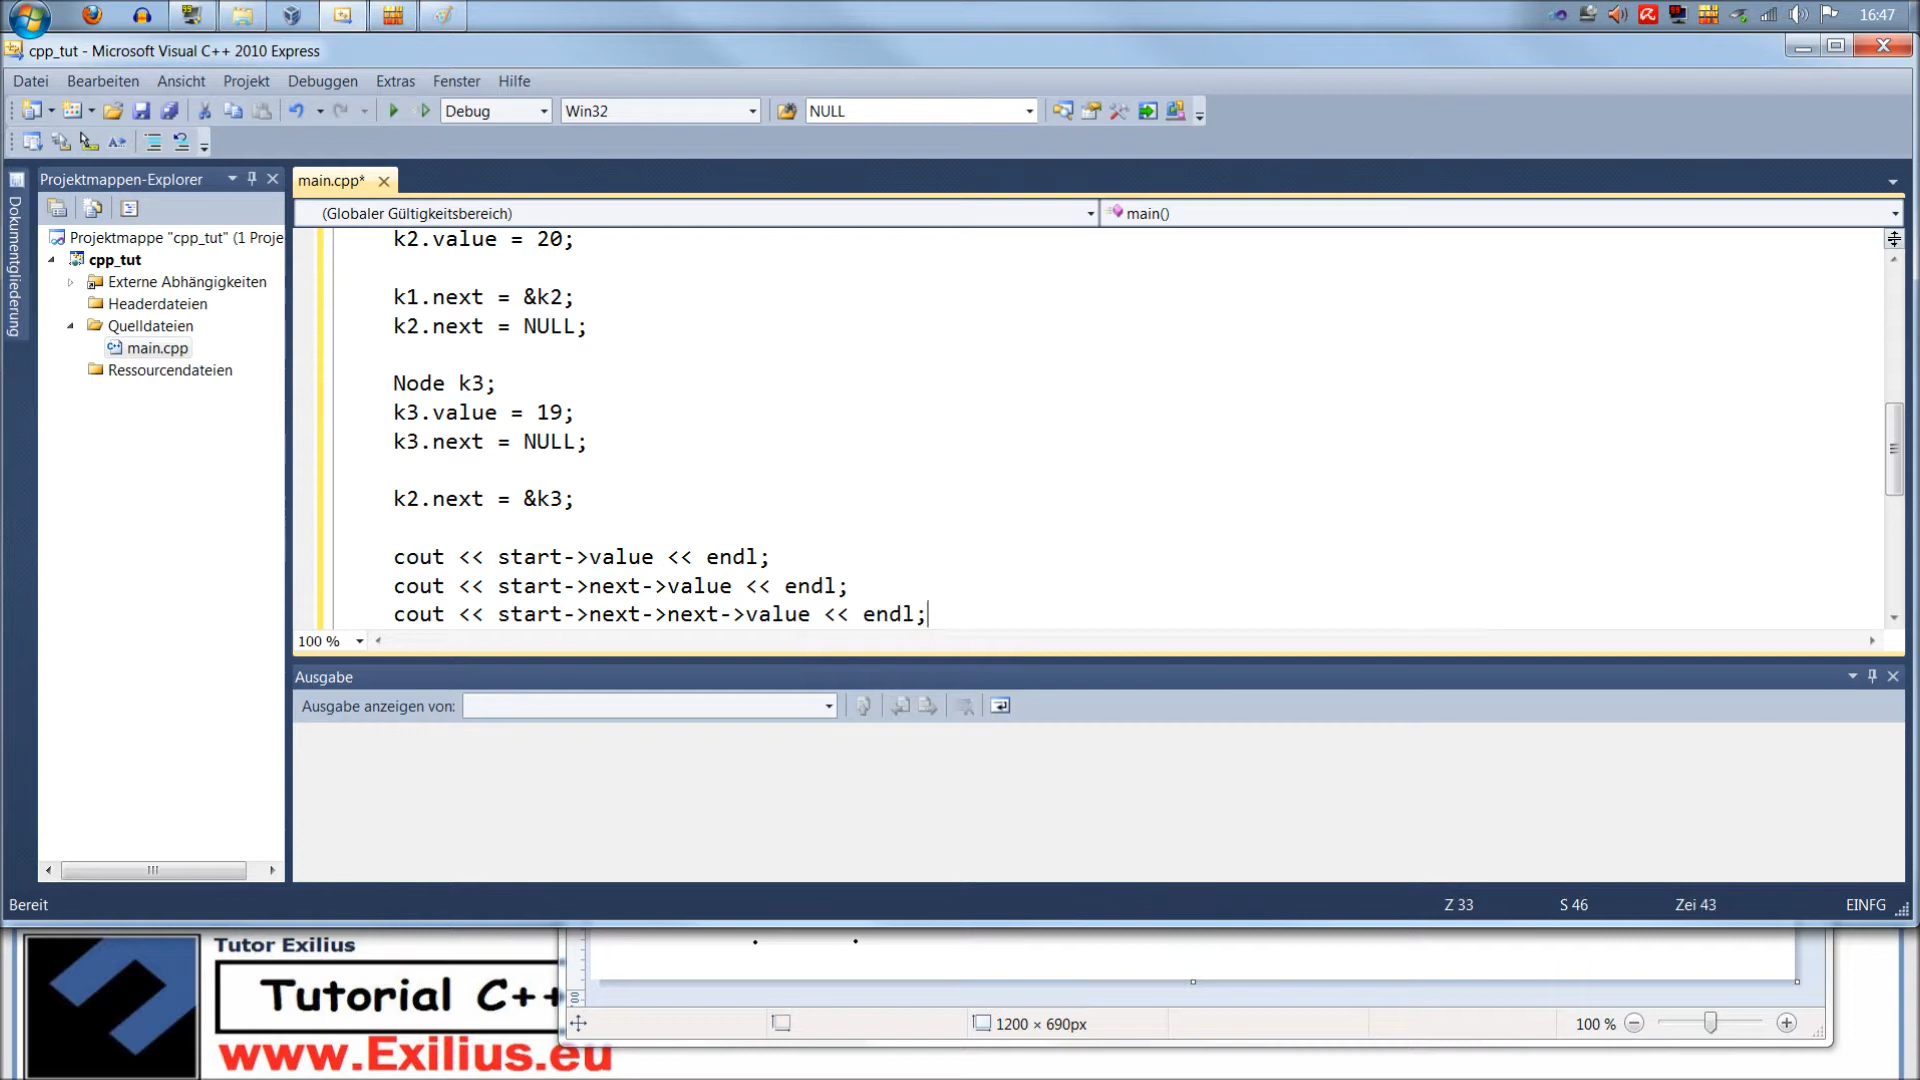 16:47
cpp_tut - Microsoft Visual C++ 2010 Express
Datei Bearbeiten Ansicht Projekt Debuggen Extras Fenster Hilfe
Debug Win32 NULL
Projektmappen-Explorer
main.cpp*
Dokumentgliederung
(Globaler Gültigkeitsbereich) main()
Projektmappe "cpp_tut" (1 Proje
cpp_tut
Externe Abhängigkeiten
Headerdateien
Quelldateien
main.cpp
Ressourcendateien
k2.value = 20;
k1.next = &k2;
k2.next = NULL;
Node k3;
k3.value = 19;
k3.next = NULL;
k2.next = &k3;
cout << start->value << endl;
cout << start->next->value << endl;
cout << start->next->next->value << endl;
100 %
Ausgabe
Ausgabe anzeigen von:
Bereit Z 33 S 46 Zei 43 EINFG
Tutor Exilius
Tutorial C++
www.Exilius.eu
1200 × 690px 100 %